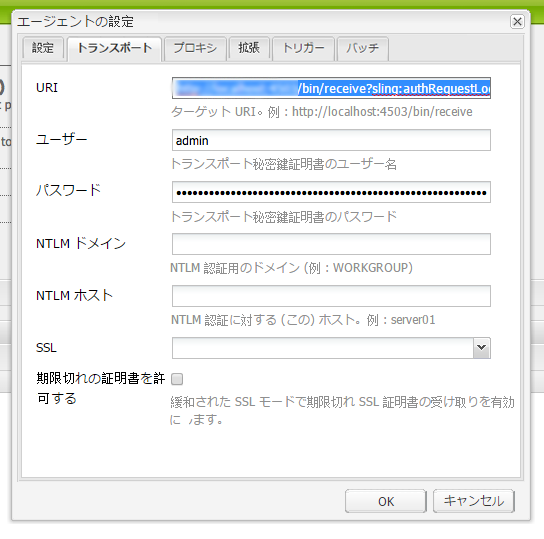 エージェントの設定
設定 トランスポート プロキシ 拡張 トリガー バッチ
URI /bin/receive?sling:authRequestLo
ターゲット URI。例：http://localhost:4503/bin/receive
ユーザー admin
トランスポート秘密鍵証明書のユーザー名
パスワード ••••••••••••••••••••••••••••••••••••••••••••••••••••••••
トランスポート秘密鍵証明書のパスワード
NTLM ドメイン
NTLM 認証用のドメイン (例：WORKGROUP)
NTLM ホスト
NTLM 認証に対する (この) ホスト。例：server01
SSL
期限切れの証明書を許
可する
緩和された SSL モードで期限切れ SSL 証明書の受け取りを有効
に ます。
OK キャンセル